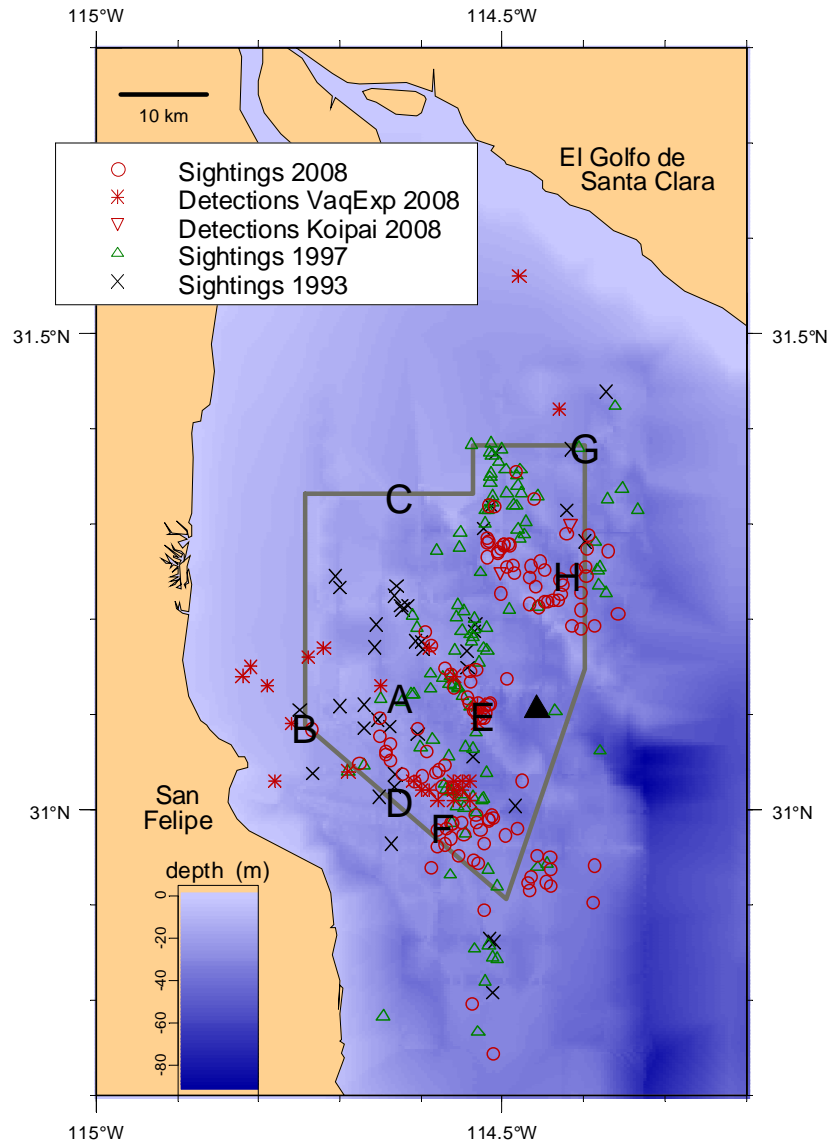 115°W
114.5°W
10 km
El Golfo de
Santa Clara
Sightings 2008
Detections VaqExp 2008
Detections Koipai 2008
Sightings 1997
Sightings 1993
31.5°N
31.5°N
G
C
H
A
E
B
31°N
31°N
San
Felipe
D
F
depth (m)
0
-20
-40
-60
-80
115°W
114.5°W